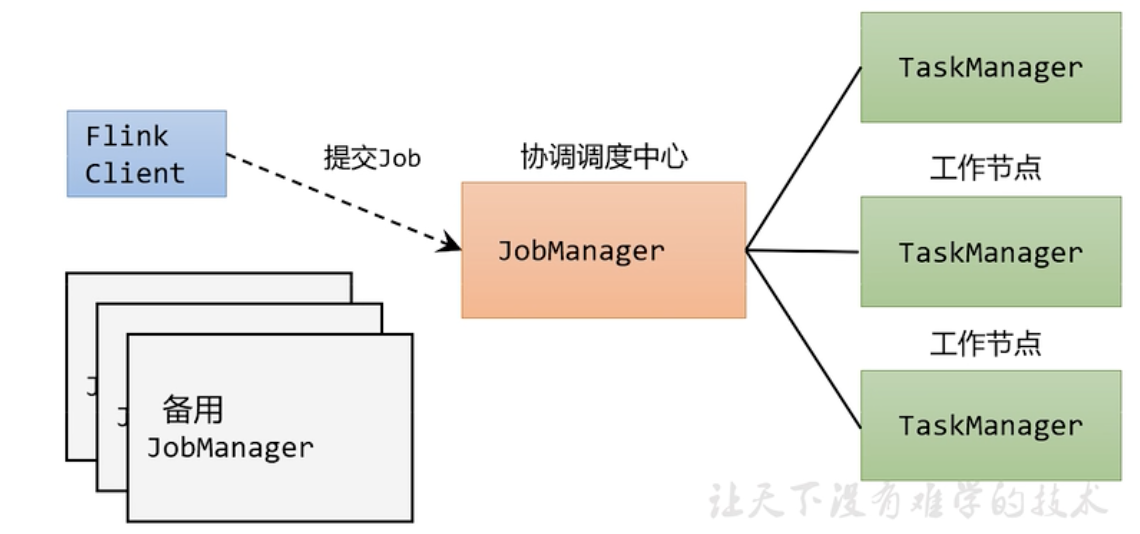 TaskManager
Flink
Client
提交Job
协调调度中心
工作节点
JobManager
TaskManager
工作节点
备用
JobManager
TaskManager
让天下没有难学的技术